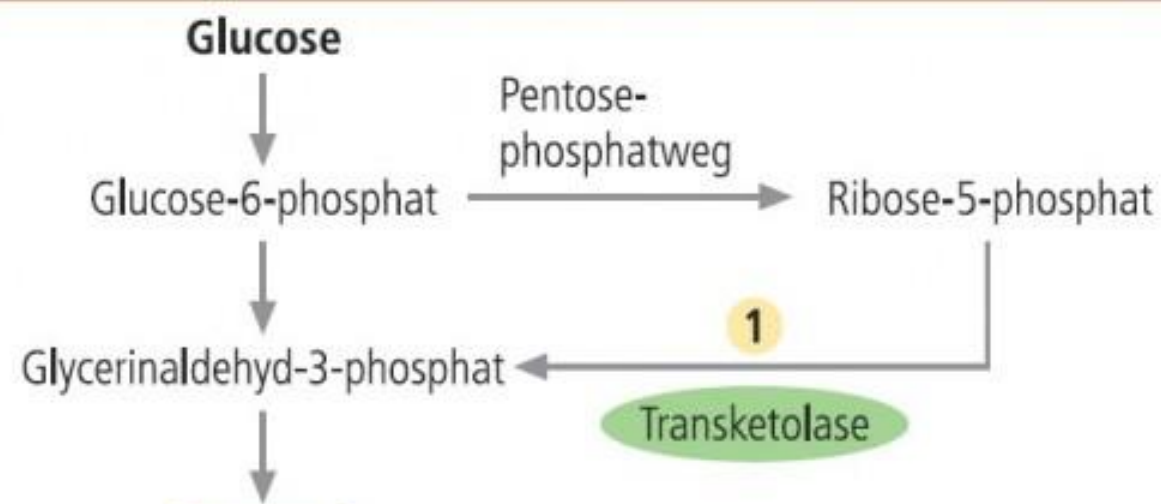 Glucose
Pentose-
phosphatweg
Glucose-6-phosphat
Ribose-5-phosphat
1
Glycerinaldehyd-3-phosphat
Transketolase